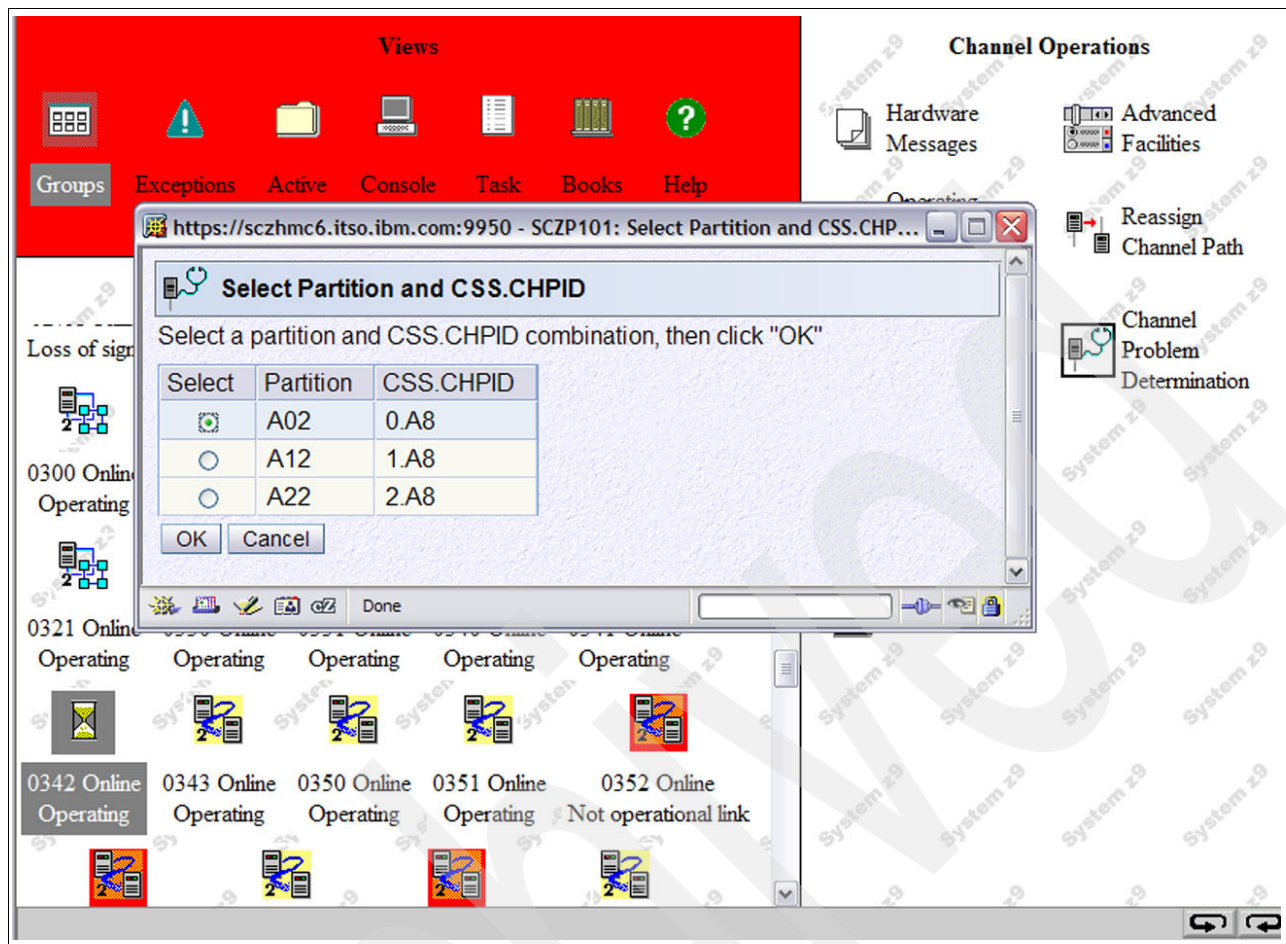 Views
Groups Exceptions Active Console Task Books Help
Channel Operations
Hardware
Messages
Advanced
Facilities
Operating
Reassign
Channel Path
Channel
Problem
Determination
https://sczhmc6.itso.ibm.com:9950 - SCZP101: Select Partition and CSS.CHP...
Select Partition and CSS.CHPID
Select a partition and CSS.CHPID combination, then click "OK"
Select Partition CSS.CHPID
A02 0.A8
A12 1.A8
A22 2.A8
OK Cancel
Done
Loss of sign
0300 Online
Operating
0321 Online
Operating Operating Operating Operating Operating
0342 Online 0343 Online 0350 Online 0351 Online 0352 Online
Operating Operating Operating Operating Not operational link
System z9